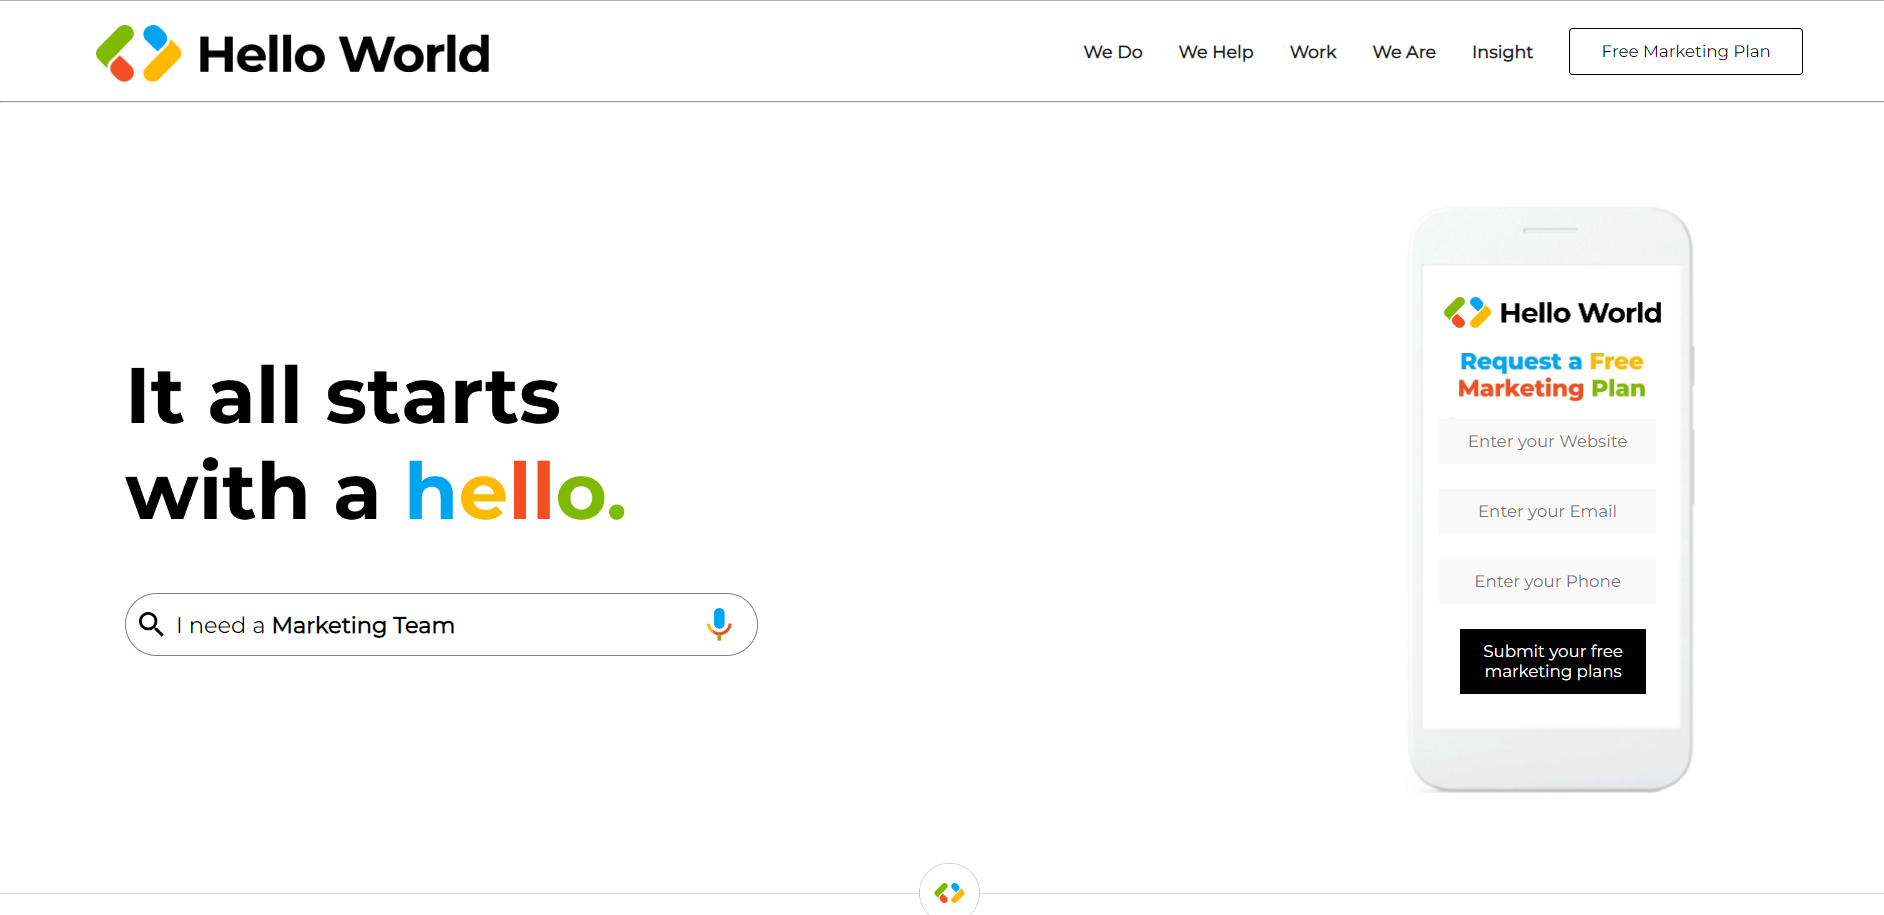 Hello World
We Do
We Help
Work
We Are
Insight
Free Marketing Plan
It all starts
with a hello.
I need a Marketing Team
Hello World
Request a Free
Marketing Plan
Enter your Website
Enter your Email
Enter your Phone
Submit your free
marketing plans